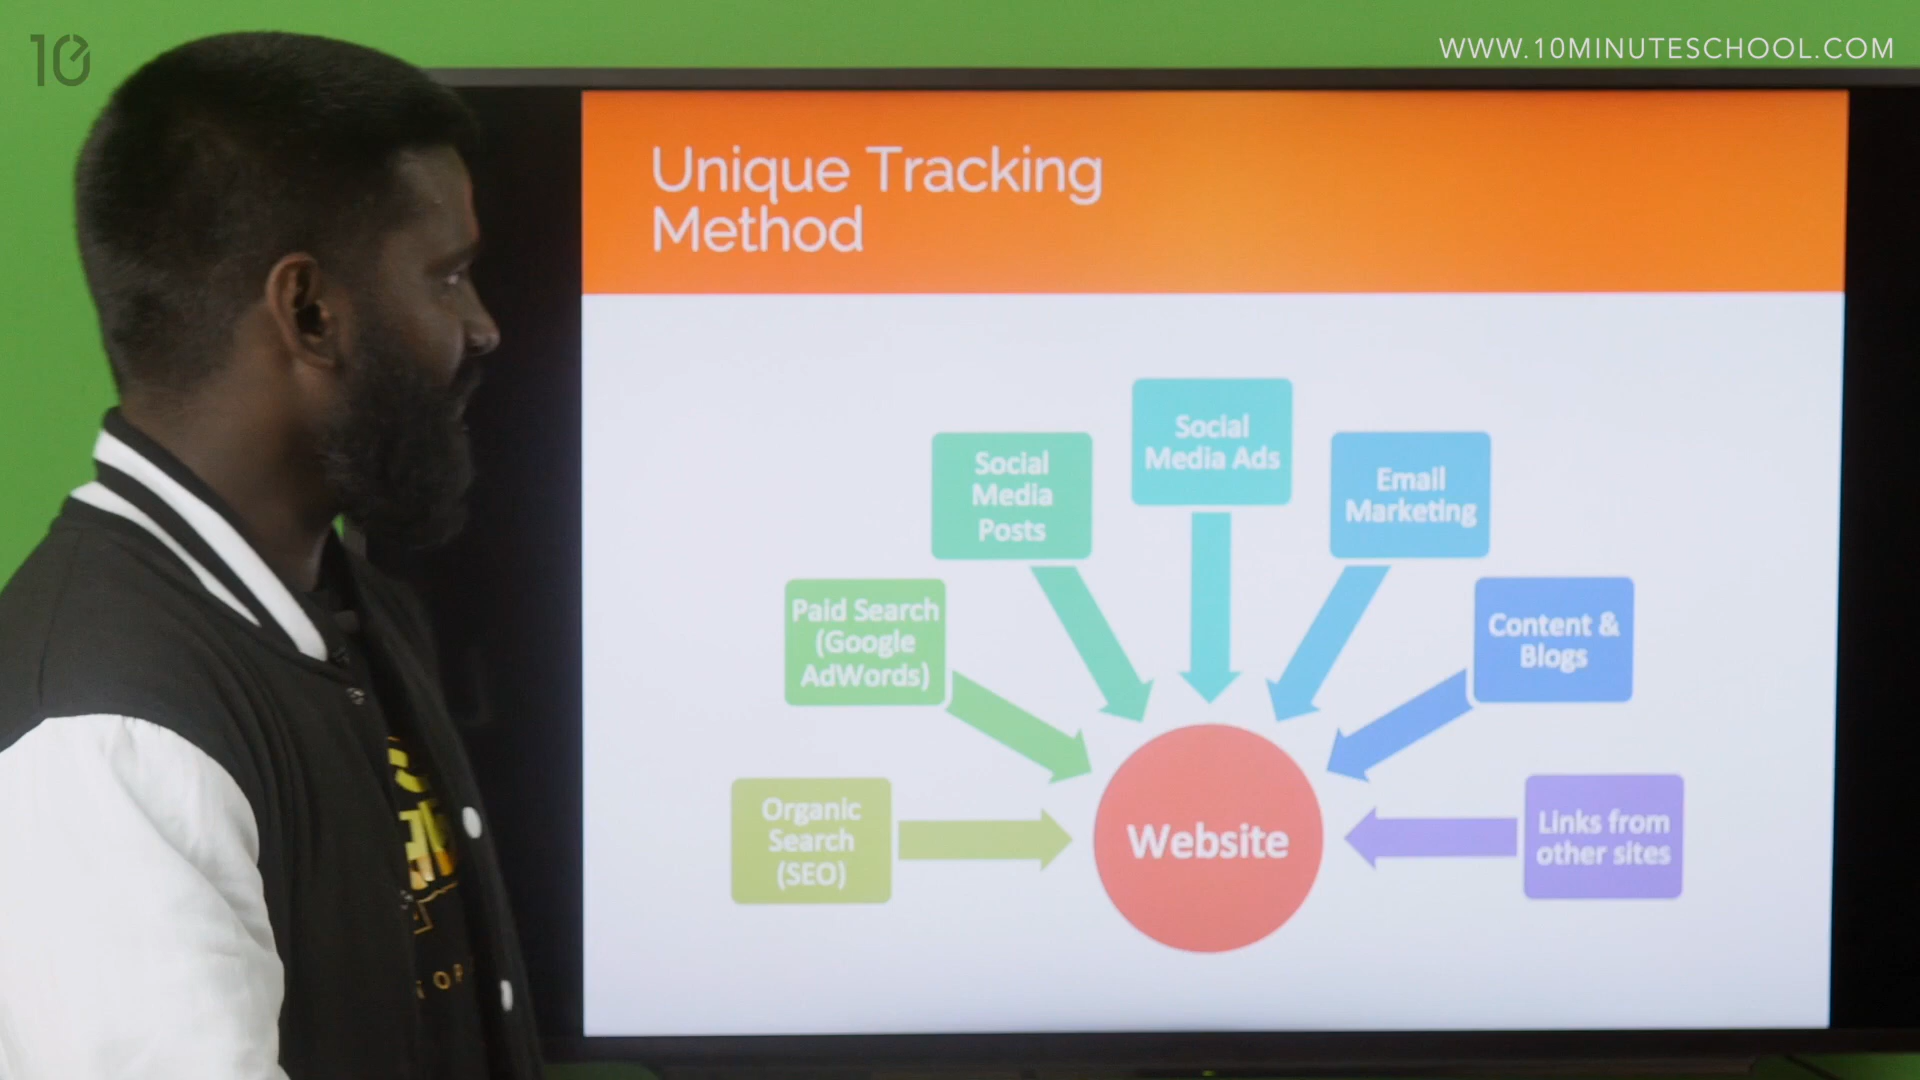 10
WWW.10MINUTESCHOOL.COM
Unique Tracking
Method
Social
Media Ads
Social
Media
Posts
Email
Marketing
Paid Search
(Google
AdWords)
Content &
Blogs
Organic
Search
(SEO)
Website
Links from
other sites